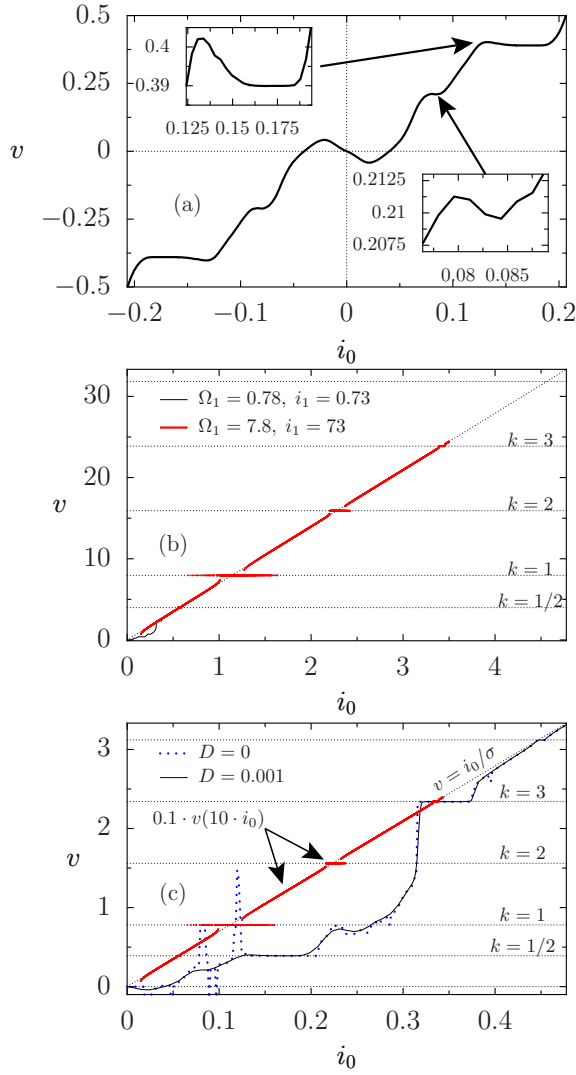 0.5
0.25
0
−0.25
−0.5
v
0.4
0.39
0.125 0.15 0.175
(a)
0.2125
0.21
0.2075
0.08 0.085
−0.2 −0.1 0 0.1 0.2
i₀
30
20
10
0
v
Ω₁ = 0.78, i₁ = 0.73
Ω₁ = 7.8, i₁ = 73
k = 3
k = 2
k = 1
k = 1/2
(b)
0 1 2 3 4
i₀
3
2
1
0
v
D = 0
D = 0.001
v = i₀/σ
0.1 · v(10 · i₀)
k = 3
k = 2
k = 1
k = 1/2
(c)
0 0.1 0.2 0.3 0.4
i₀